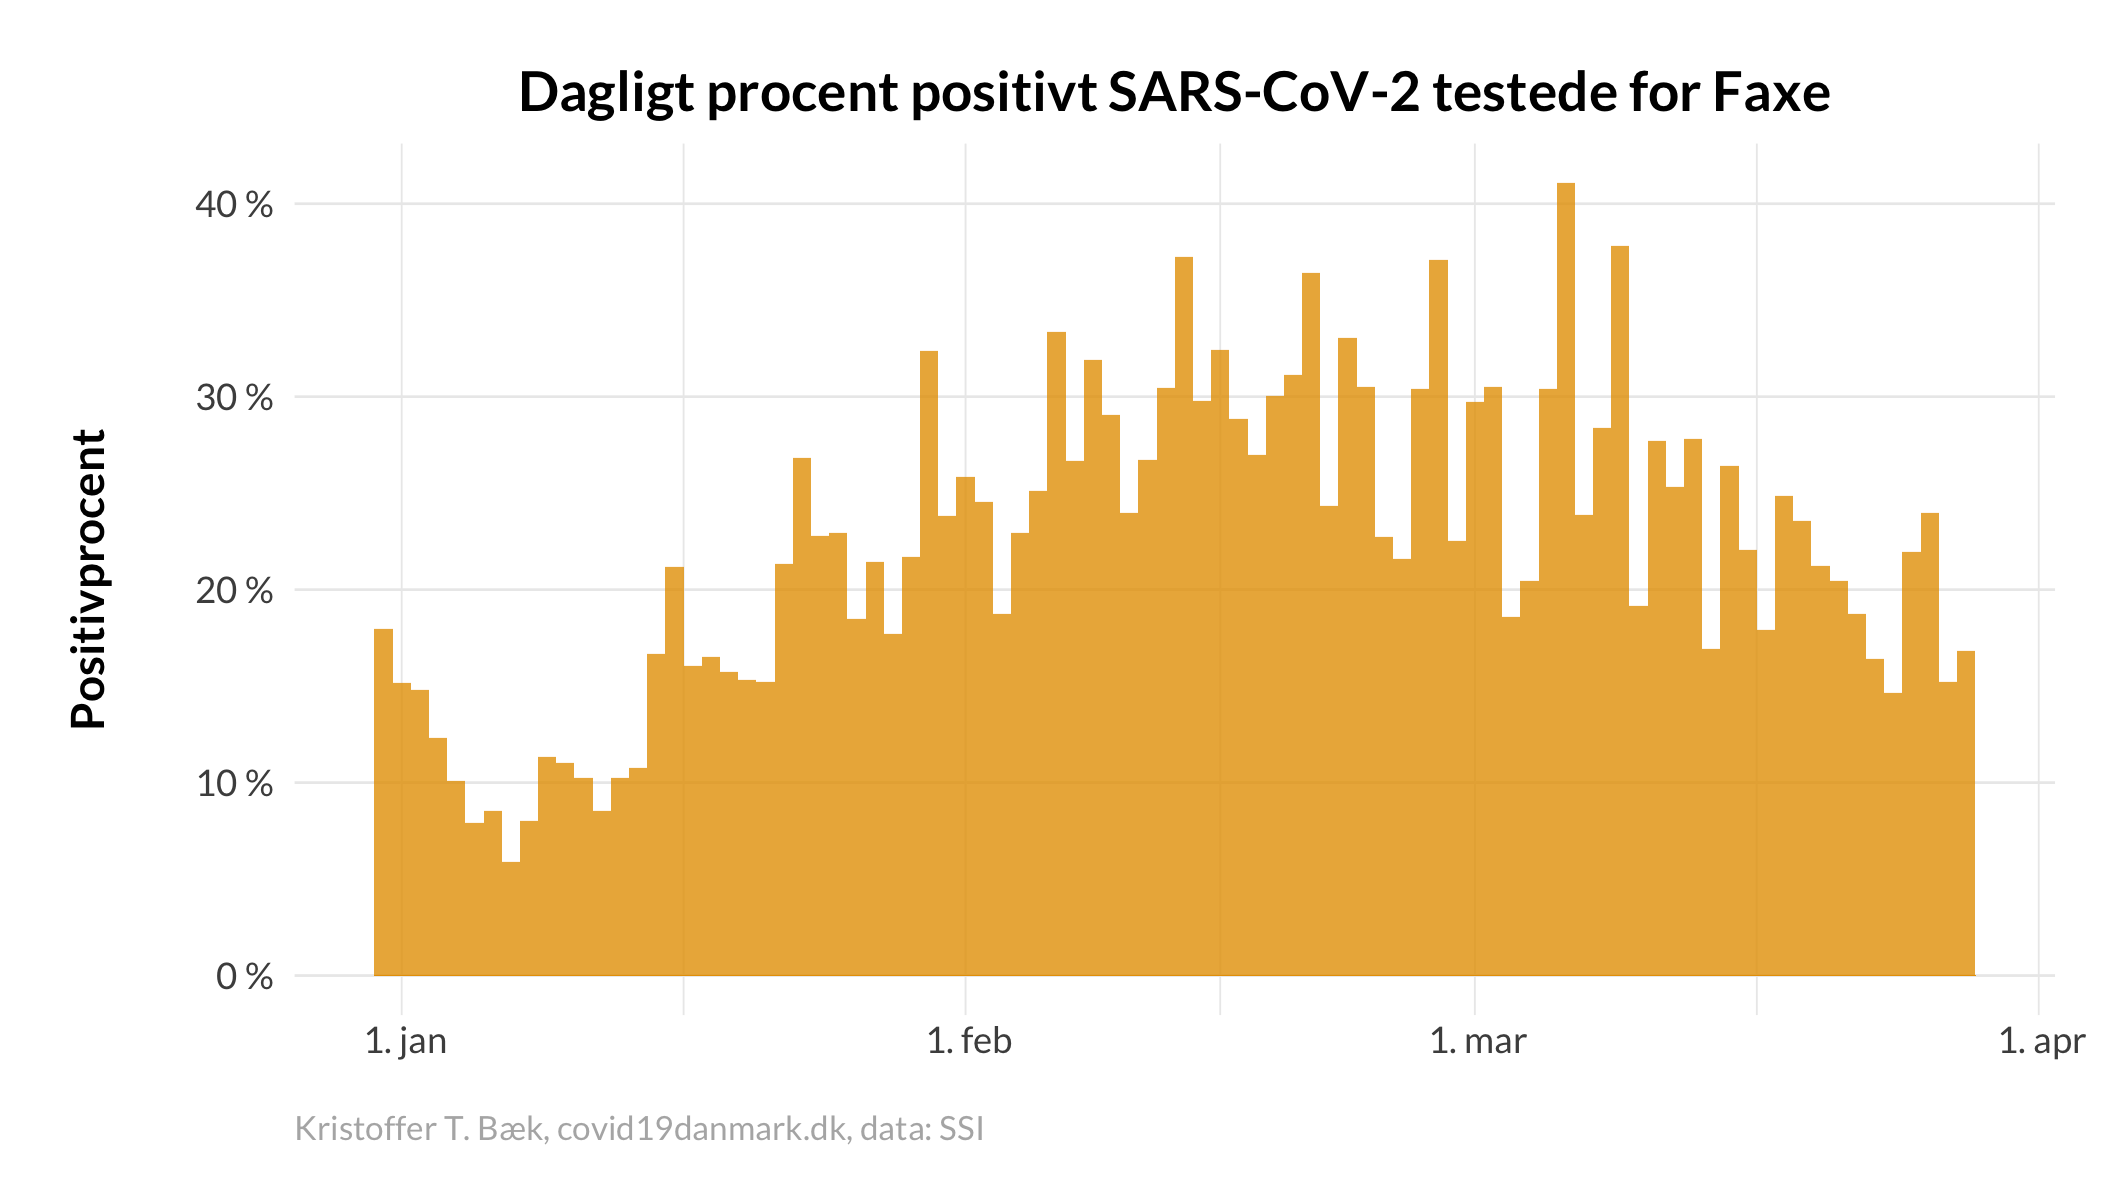 Dagligt procent positivt SARS-CoV-2 testede for Faxe
Positivprocent
40 %
30 %
20 %
10 %
0 %
1. jan
1. feb
1. mar
1. apr
Kristoffer T. Bæk, covid19danmark.dk, data: SSI